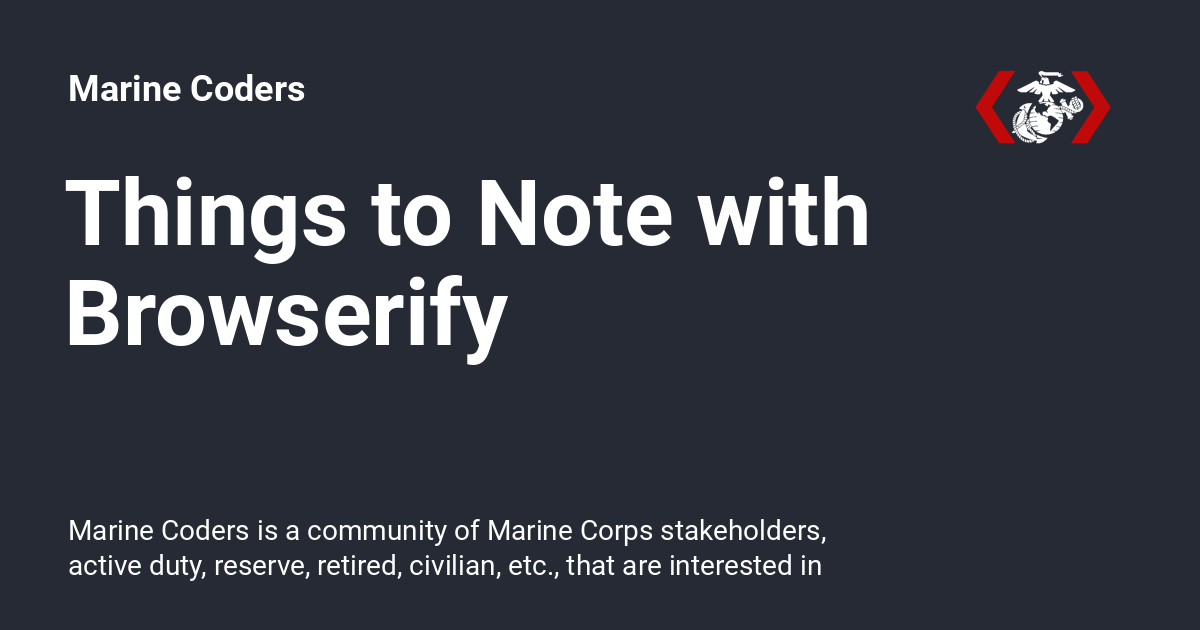 Marine Coders
Things to Note with
Browserify
Marine Coders is a community of Marine Corps stakeholders,
active duty, reserve, retired, civilian, etc., that are interested in